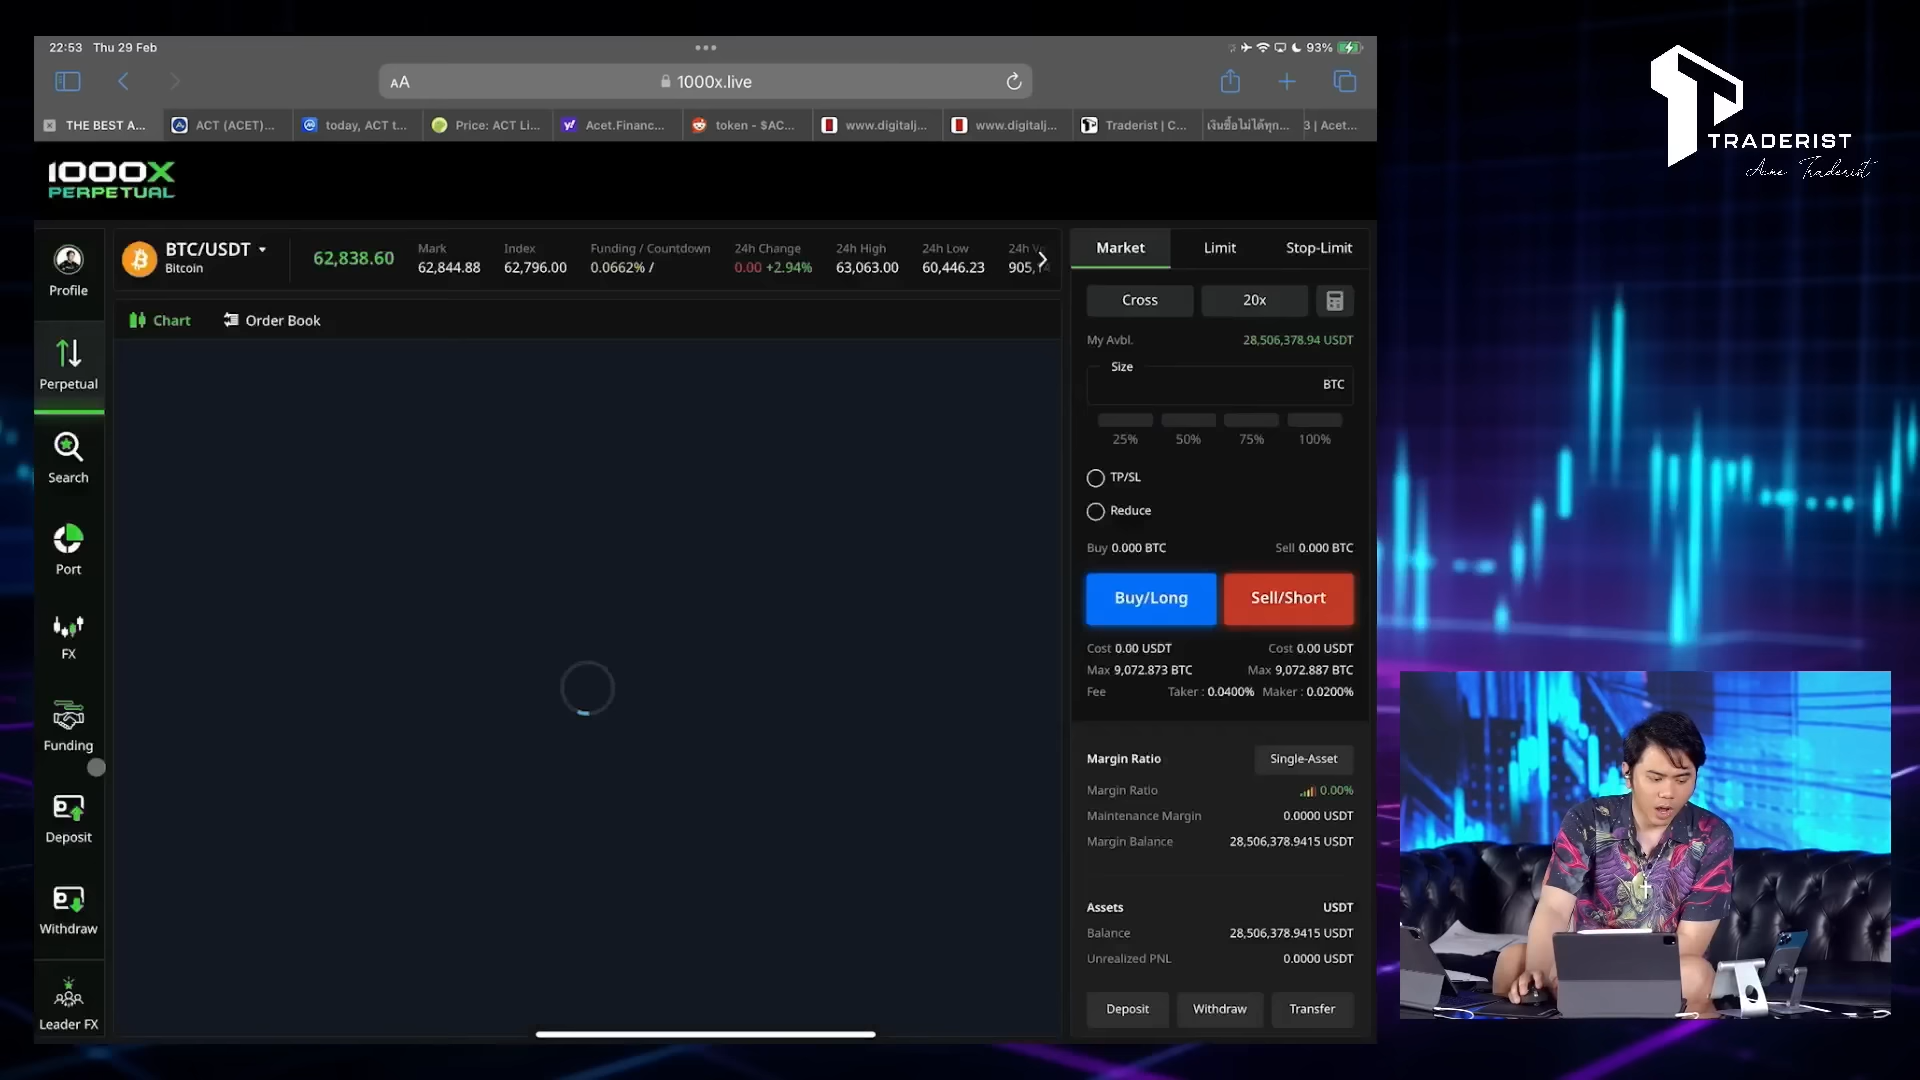 22:53 Thu 29 Feb
93%
AA
1000x.live
THE BEST A...
ACT (ACET)...
today, ACT t...
Price: ACT Li...
Acet.Financ...
token - $AC...
www.digitalj...
www.digitalj...
Traderist | C...
เงินซื้อไม่ได้ทุก...
3 | Acet...
TRADERIST
Acme Traderist
1000X
PERPETUAL
Profile
Perpetual
Search
Port
FX
Funding
Deposit
Withdraw
Leader FX
BTC/USDT
Bitcoin
62,838.60
Mark
62,844.88
Index
62,796.00
Funding / Countdown
0.0662% /
24h Change
0.00 +2.94%
24h High
63,063.00
24h Low
60,446.23
24h
905,
Chart
Order Book
Market Limit Stop-Limit
Cross 20x
My Avbl. 28,506,378.94 USDT
Size
BTC
25% 50% 75% 100%
TP/SL
Reduce
Buy 0.000 BTC Sell 0.000 BTC
Buy/Long Sell/Short
Cost 0.00 USDT Cost 0.00 USDT
Max 9,072.873 BTC Max 9,072.887 BTC
Fee Taker : 0.0400% Maker : 0.0200%
Margin Ratio Single-Asset
Margin Ratio 0.00%
Maintenance Margin 0.0000 USDT
Margin Balance 28,506,378.9415 USDT
Assets USDT
Balance 28,506,378.9415 USDT
Unrealized PNL 0.0000 USDT
Deposit Withdraw Transfer